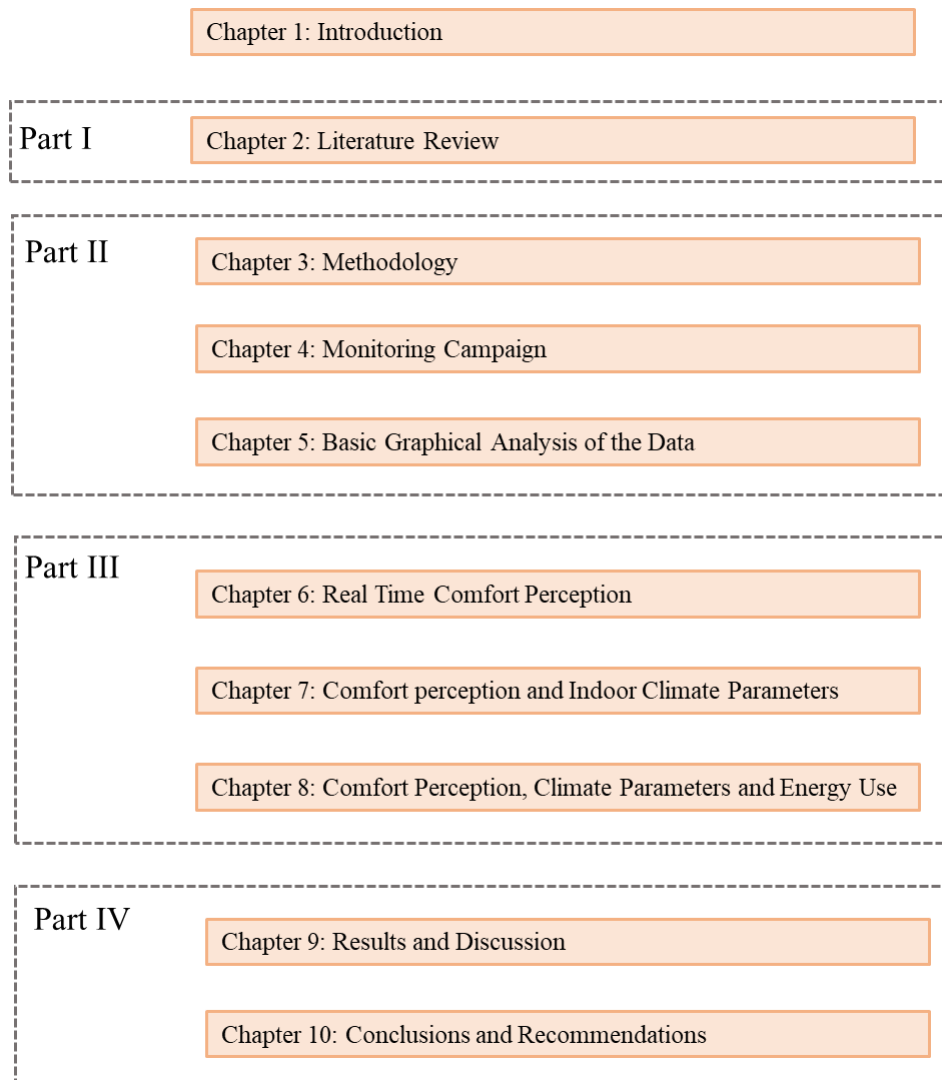 Chapter 1: Introduction
Part I
Chapter 2: Literature Review
Part II
Chapter 3: Methodology
Chapter 4: Monitoring Campaign
Chapter 5: Basic Graphical Analysis of the Data
Part III
Chapter 6: Real Time Comfort Perception
Chapter 7: Comfort perception and Indoor Climate Parameters
Chapter 8: Comfort Perception, Climate Parameters and Energy Use
Part IV
Chapter 9: Results and Discussion
Chapter 10: Conclusions and Recommendations